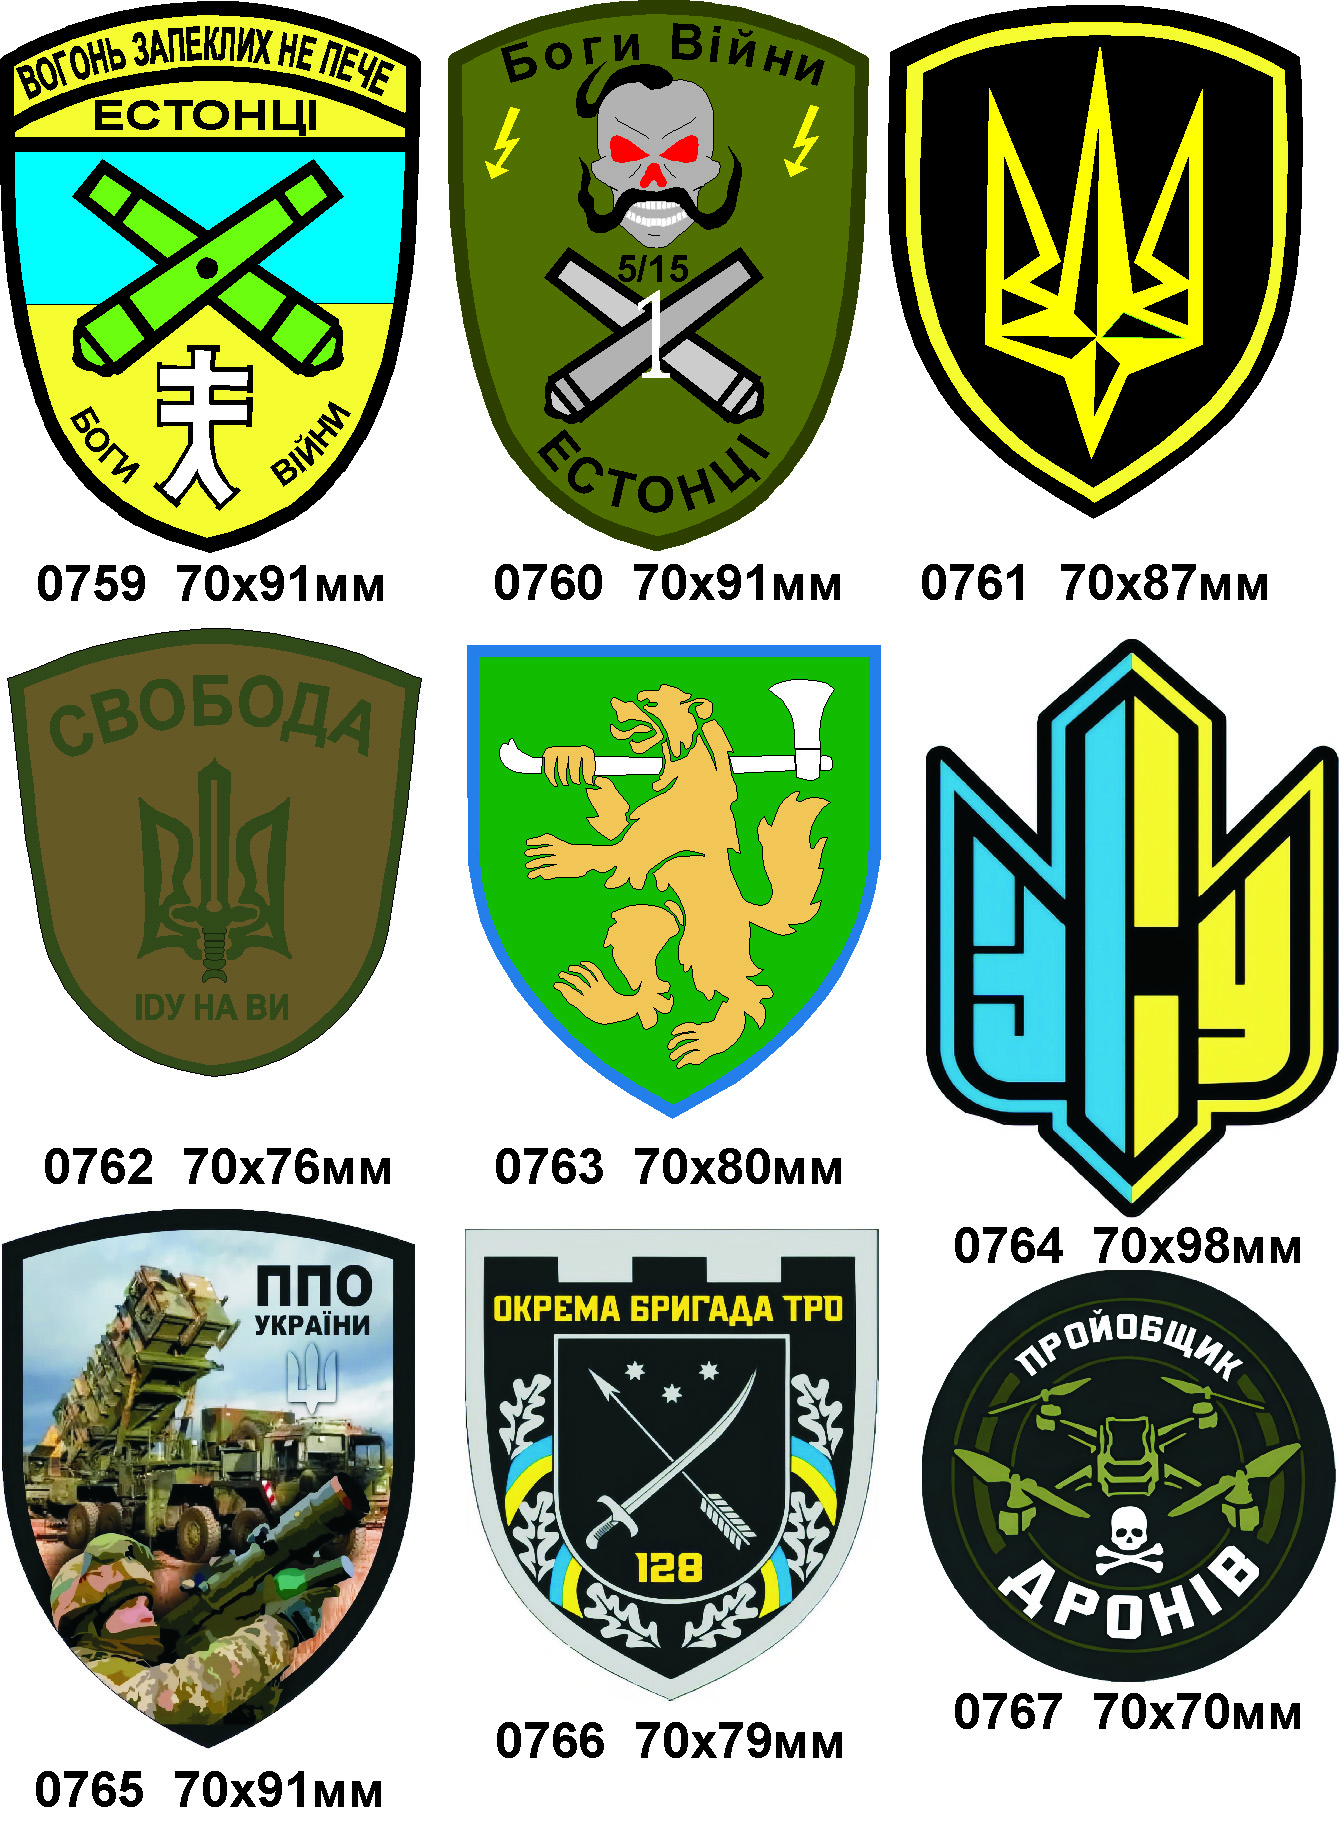 ВОГОНЬ ЗАПЕКЛИХ НЕ ПЕЧЕ
ЕСТОНЦІ
БОГИ ВІЙНИ
0759 70х91мм
Боги Війни
5/15
1
ЕСТОНЦІ
0760 70х91мм
0761 70х87мм
СВОБОДА
ІDУ НА ВИ
0762 70х76мм
0763 70х80мм
ЗСУ
0764 70х98мм
ППО
УКРАЇНИ
0765 70х91мм
ОКРЕМА БРИГАДА ТРО
128
0766 70х79мм
ПРОЙОБЩИК
ДРОНІВ
0767 70х70мм